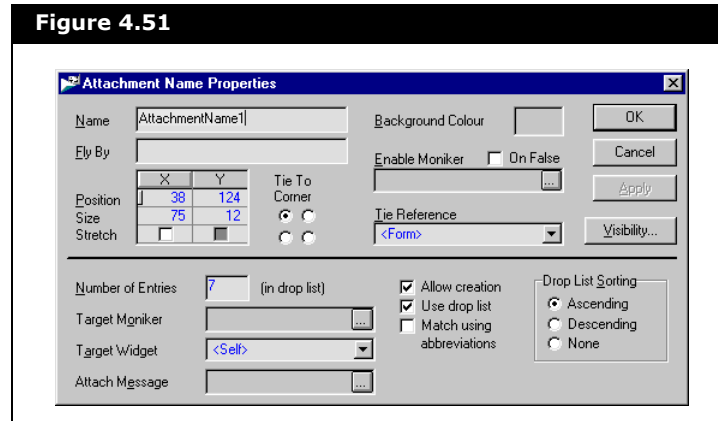 Figure 4.51
Attachment Name Properties
Name AttachmentName1
Fly By
X Y
Position 38 124
Size 75 12
Stretch
Tie To
Corner
Background Colour
Enable Moniker On False
...
Tie Reference
<Form>
OK
Cancel
Apply
Visibility...
Number of Entries 7 (in drop list)
Target Moniker ...
Target Widget <Self>
Attach Message ...
Allow creation
Use drop list
Match using
abbreviations
Drop List Sorting
Ascending
Descending
None